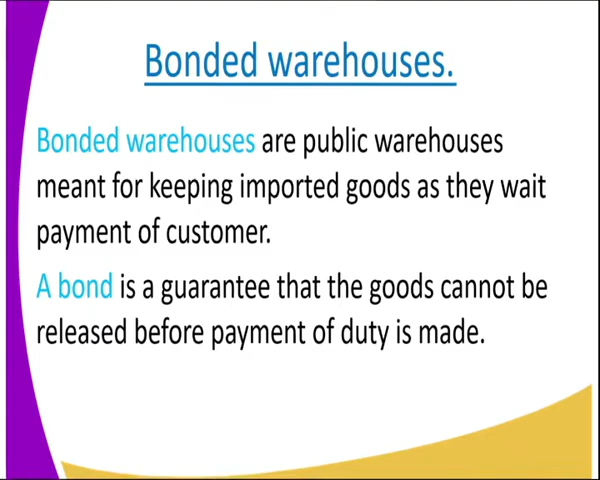 Bonded warehouses.
Bonded warehouses are public warehouses
meant for keeping imported goods as they wait
payment of customer.
A bond is a guarantee that the goods cannot be
released before payment of duty is made.